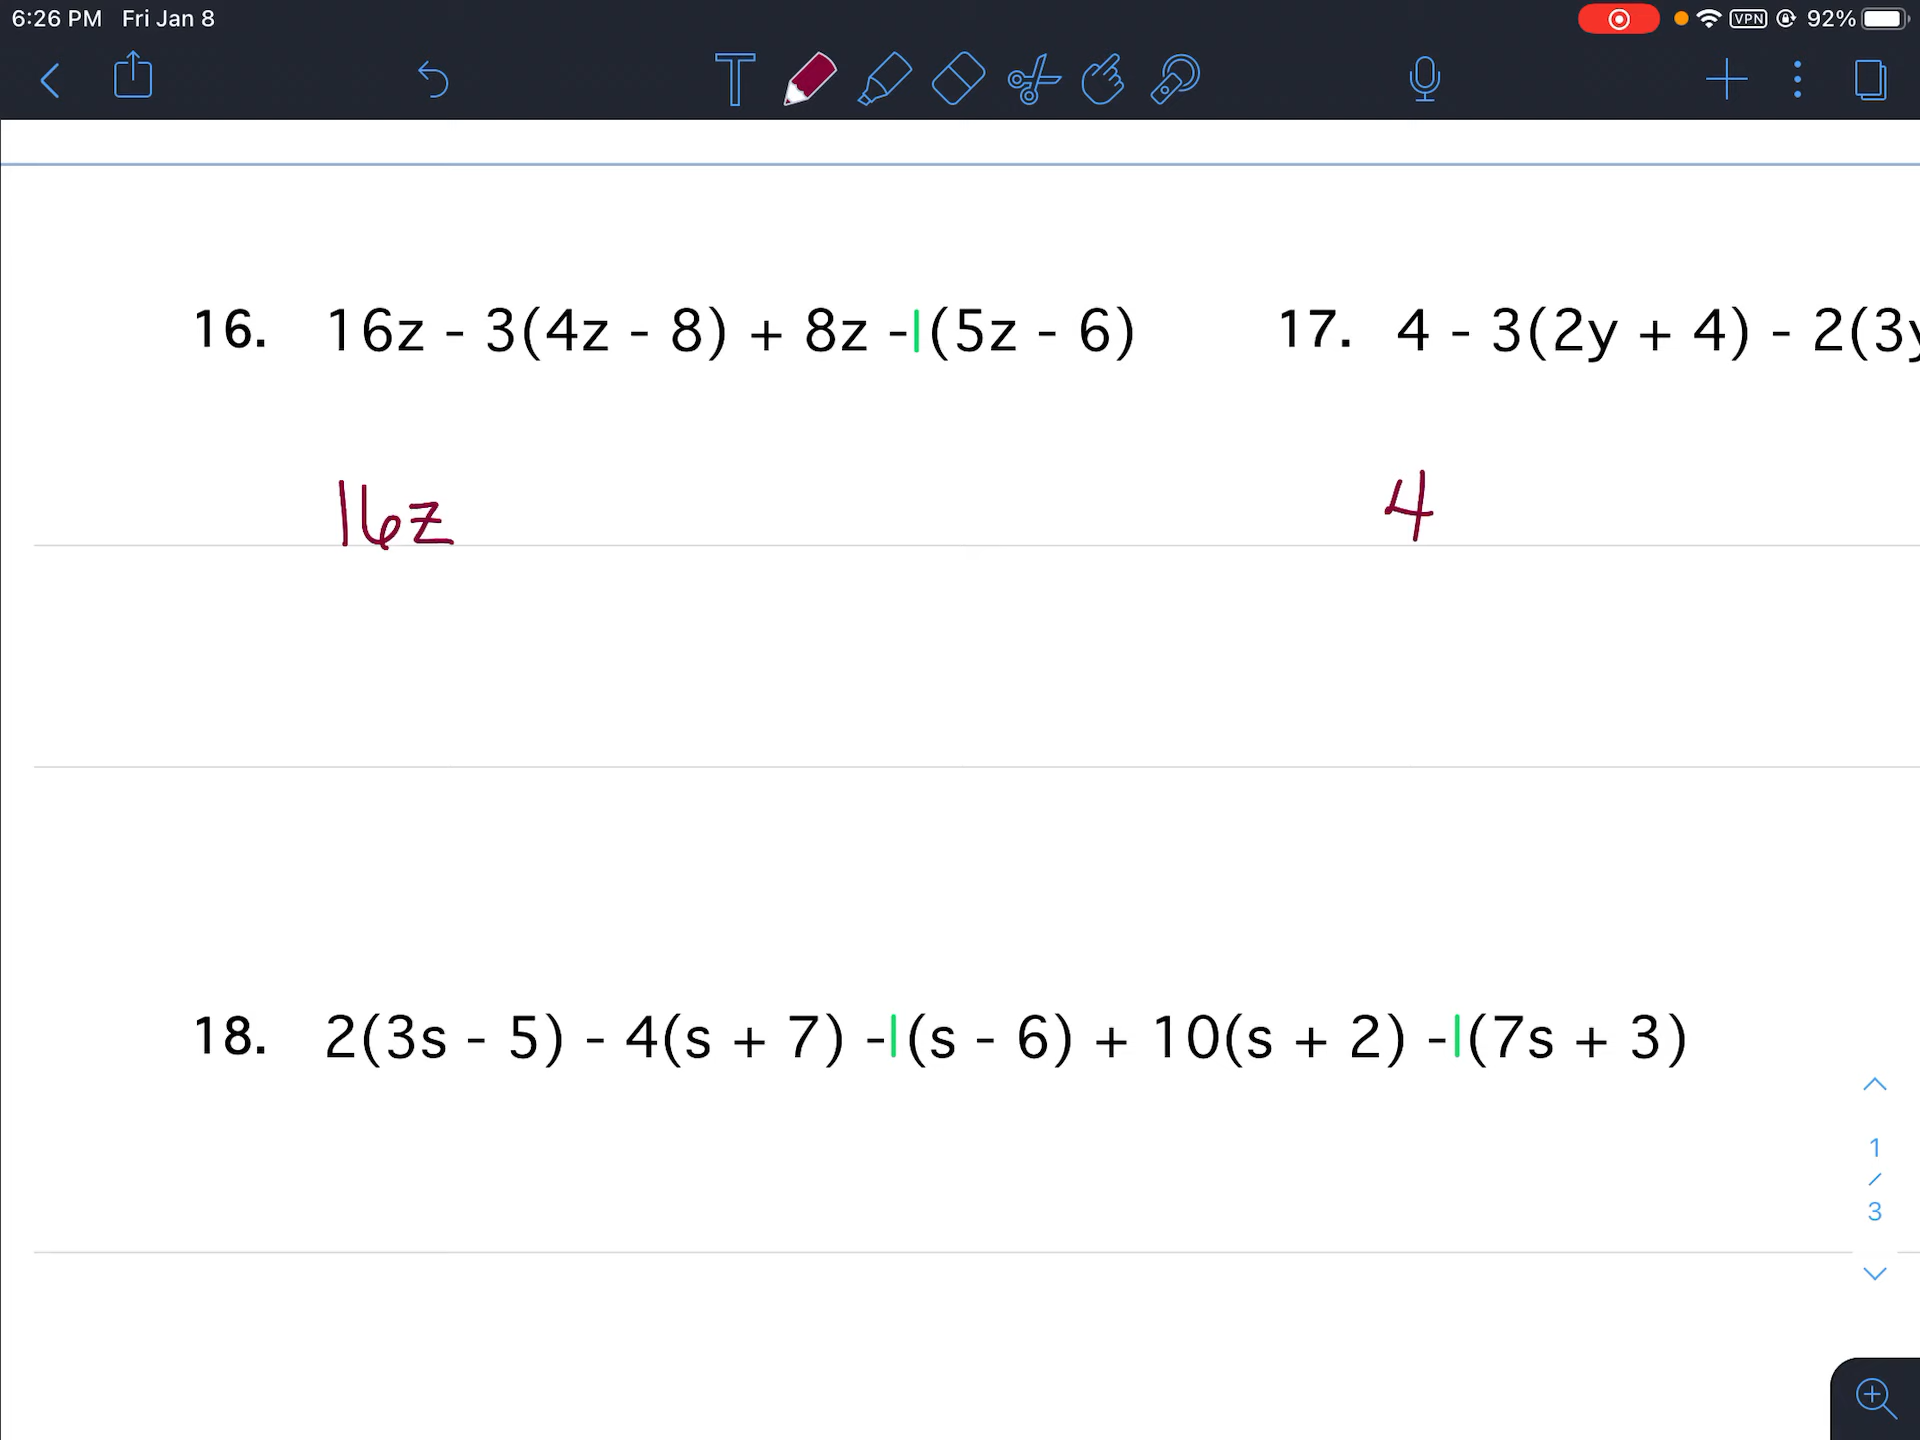 6:26 PM Fri Jan 8
VPN 92%
16. 16z - 3(4z - 8) + 8z -1(5z - 6)
17. 4 - 3(2y + 4) - 2(3y
16z
4
18. 2(3s - 5) - 4(s + 7) -1(s - 6) + 10(s + 2) -1(7s + 3)
1
/
3